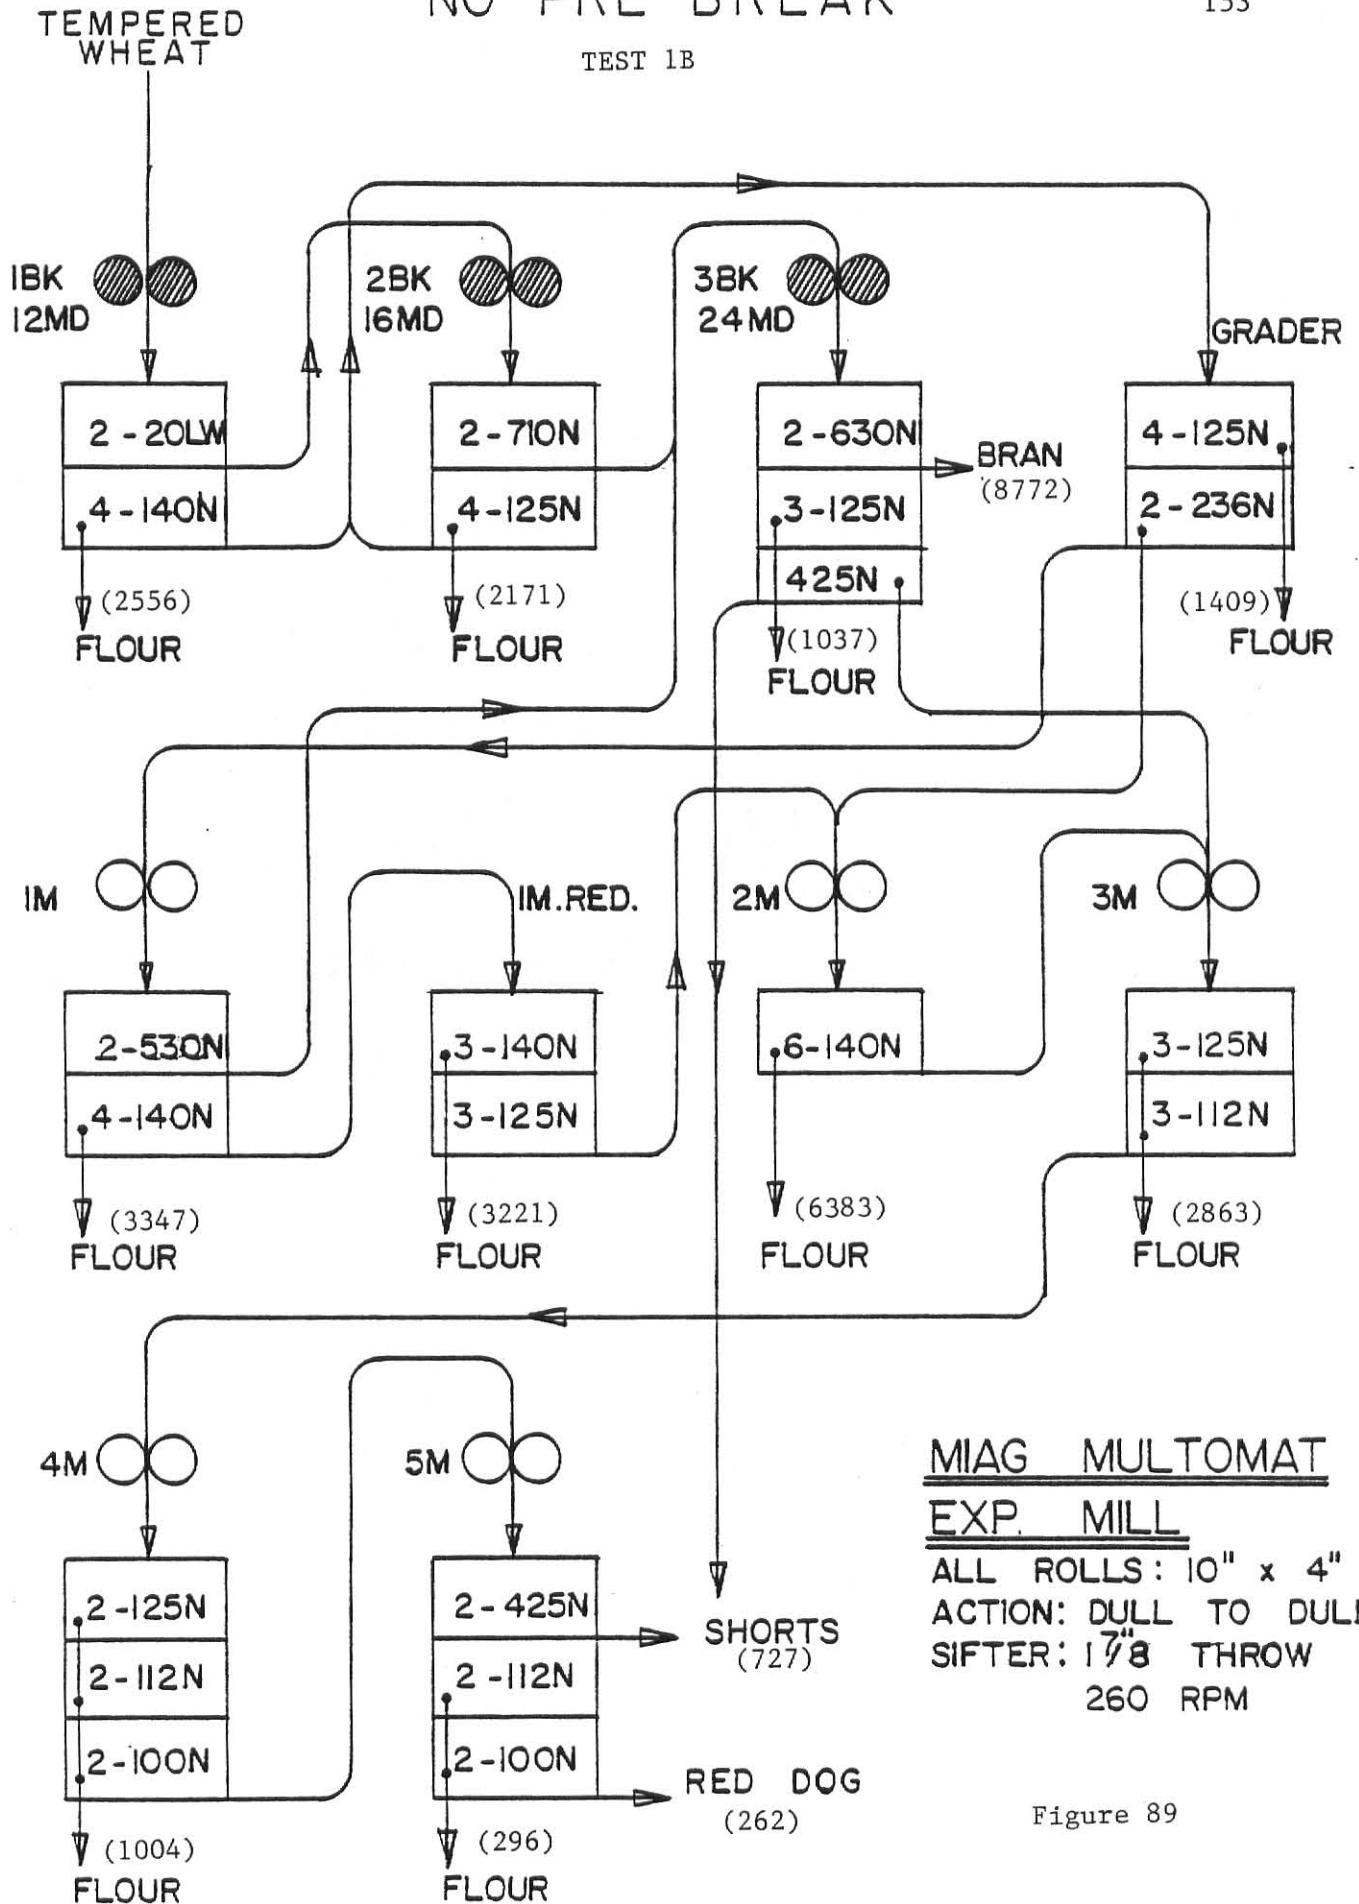 NO PRE BREAK
153
TEMPERED
WHEAT
TEST 1B
1BK
12MD
2BK
16MD
3BK
24MD
GRADER
2-20LW
4-140N
2-710N
4-125N
2-630N
3-125N
425N
BRAN
(8772)
4-125N
2-236N
(2556)
FLOUR
(2171)
FLOUR
(1037)
FLOUR
(1409)
FLOUR
1M
1M.RED.
2M
3M
2-530N
4-140N
3-140N
3-125N
6-140N
3-125N
3-112N
(3347)
FLOUR
(3221)
FLOUR
(6383)
FLOUR
(2863)
FLOUR
4M
5M
2-125N
2-112N
2-100N
2-425N
2-112N
2-100N
SHORTS
(727)
RED DOG
(262)
(1004)
FLOUR
(296)
FLOUR
MIAG MULTOMAT
EXP. MILL
ALL ROLLS: 10" x 4"
ACTION: DULL TO DULL
SIFTER: 1 7/8" THROW
260 RPM
Figure 89